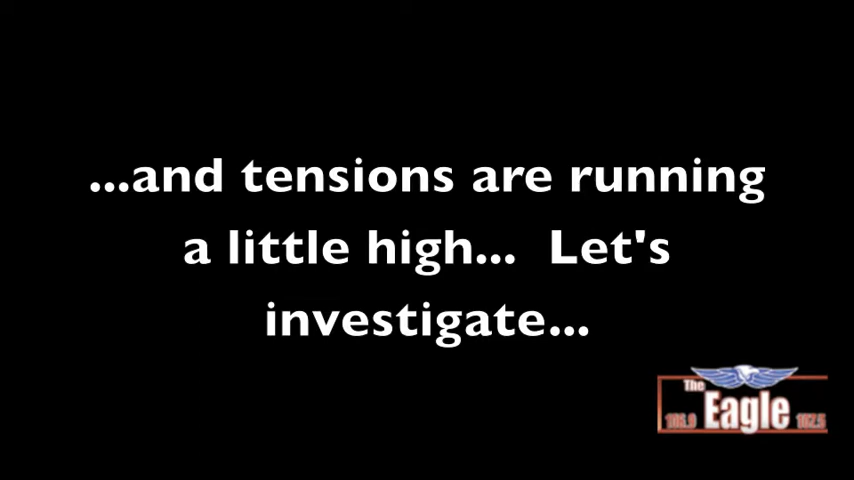 ...and tensions are running
a little high...  Let's
investigate...
The
Eagle
106.9
102.5